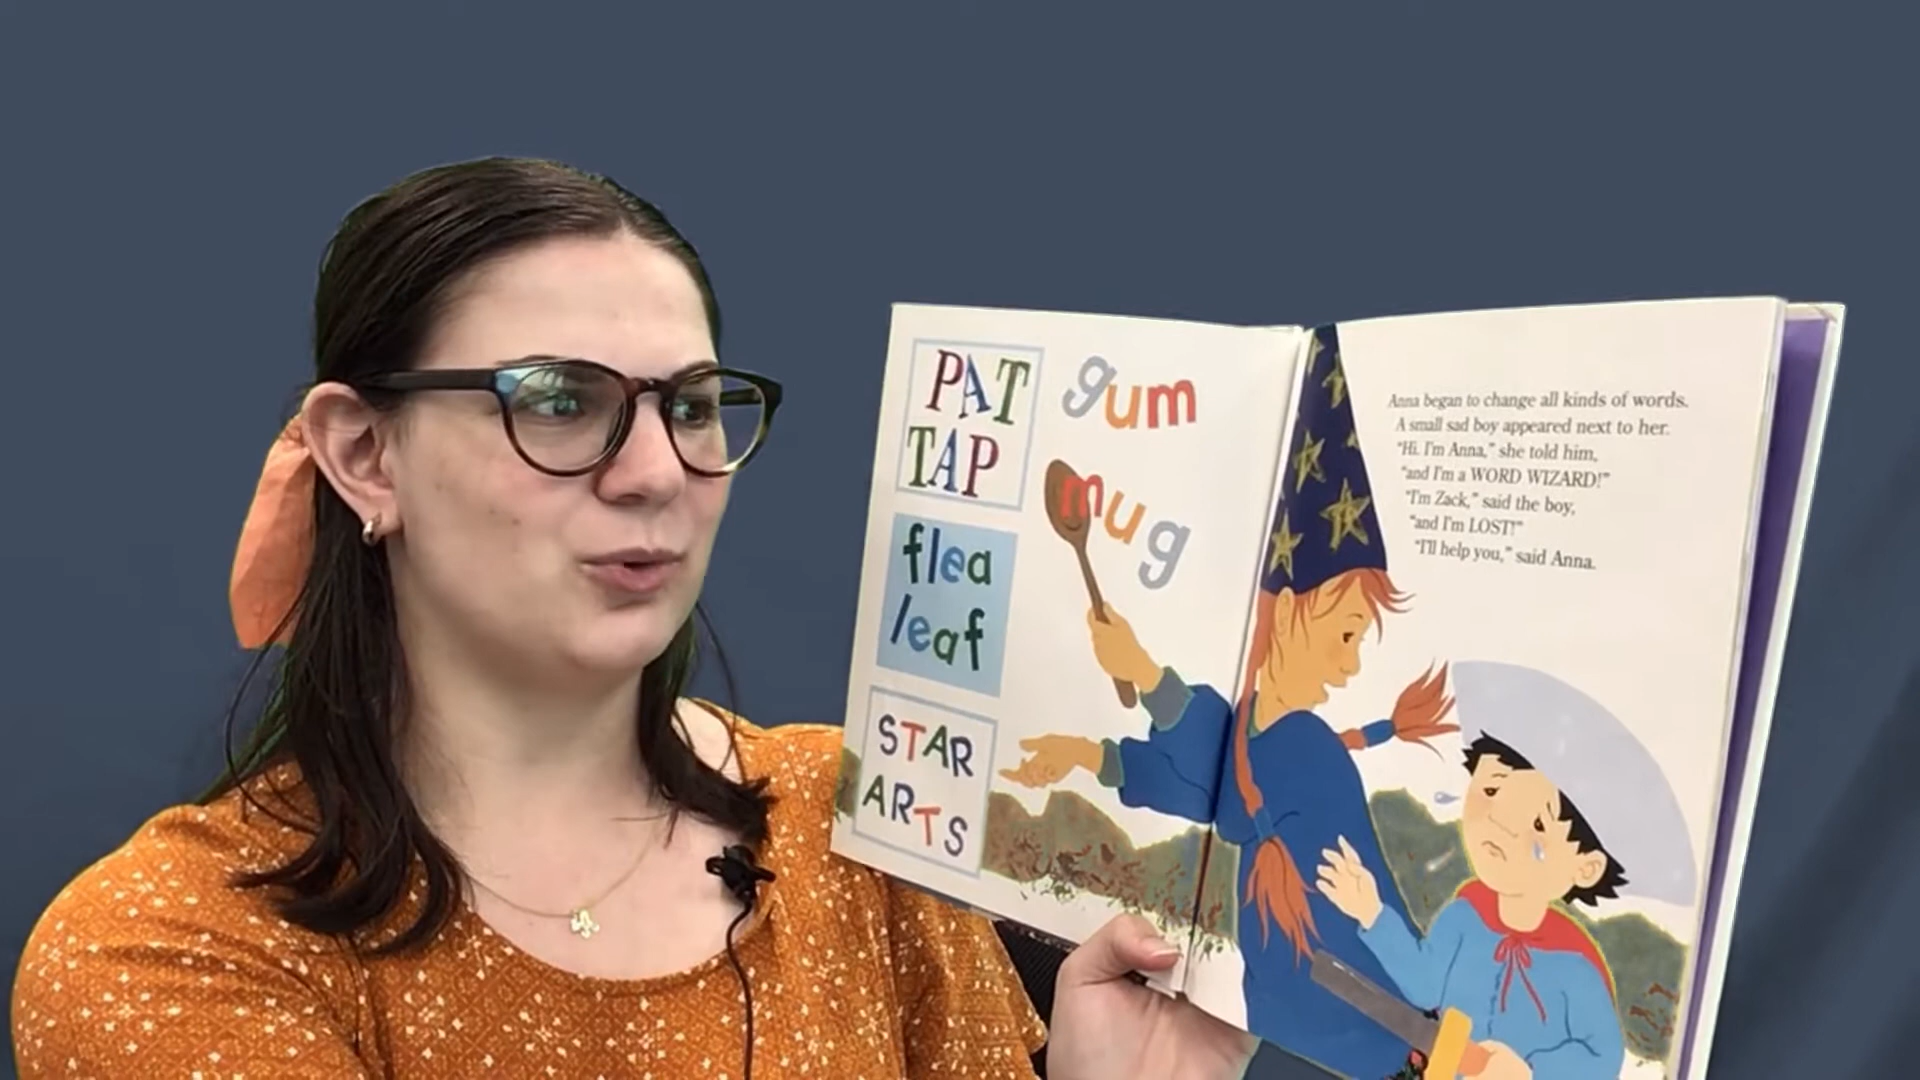 PAT
TAP
gum
mug
flea
leaf
STAR
ARTS
Anna began to change all kinds of words.
A small sad boy appeared next to her.
"Hi. I'm Anna," she told him,
"and I'm a WORD WIZARD!"
"I'm Zack," said the boy,
"and I'm LOST!"
"I'll help you," said Anna.